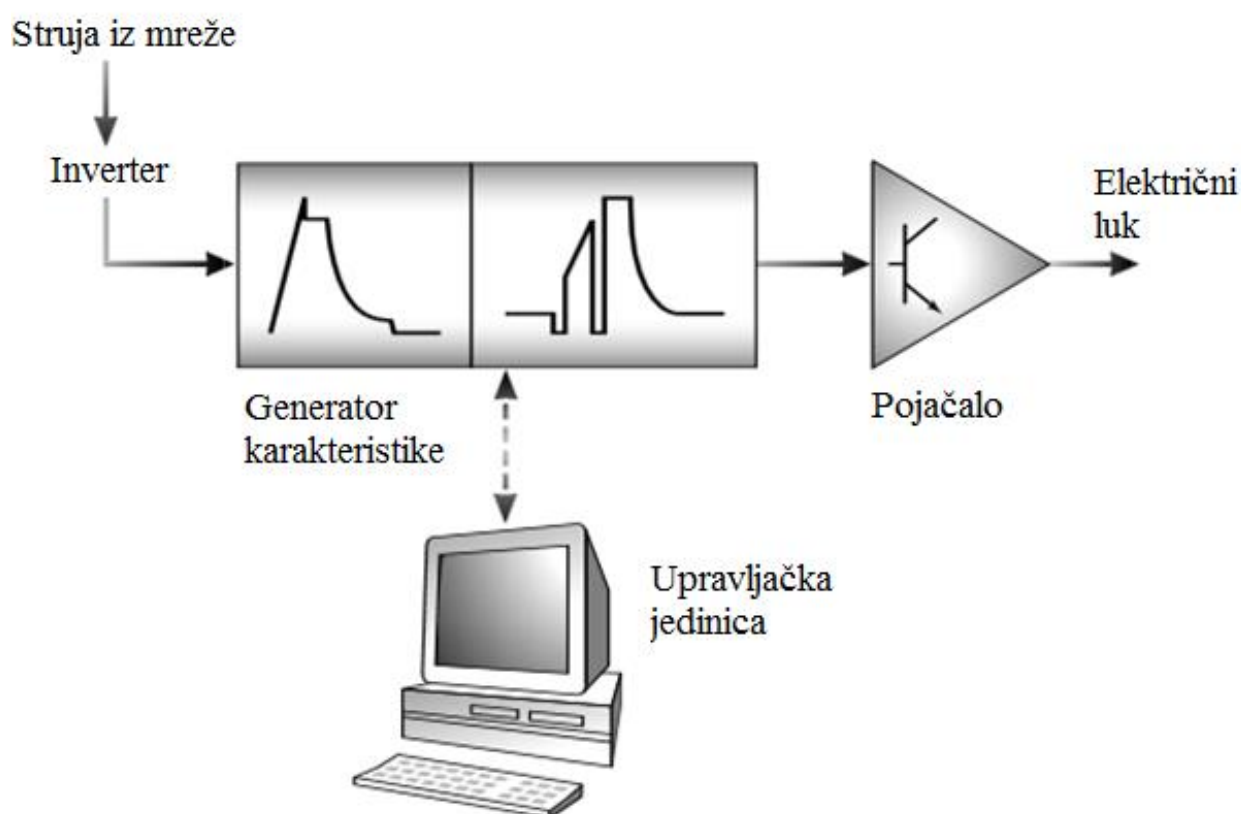 Struja iz mreže
Inverter
Generator
karakteristike
Pojačalo
Električni
luk
Upravljačka
jedinica